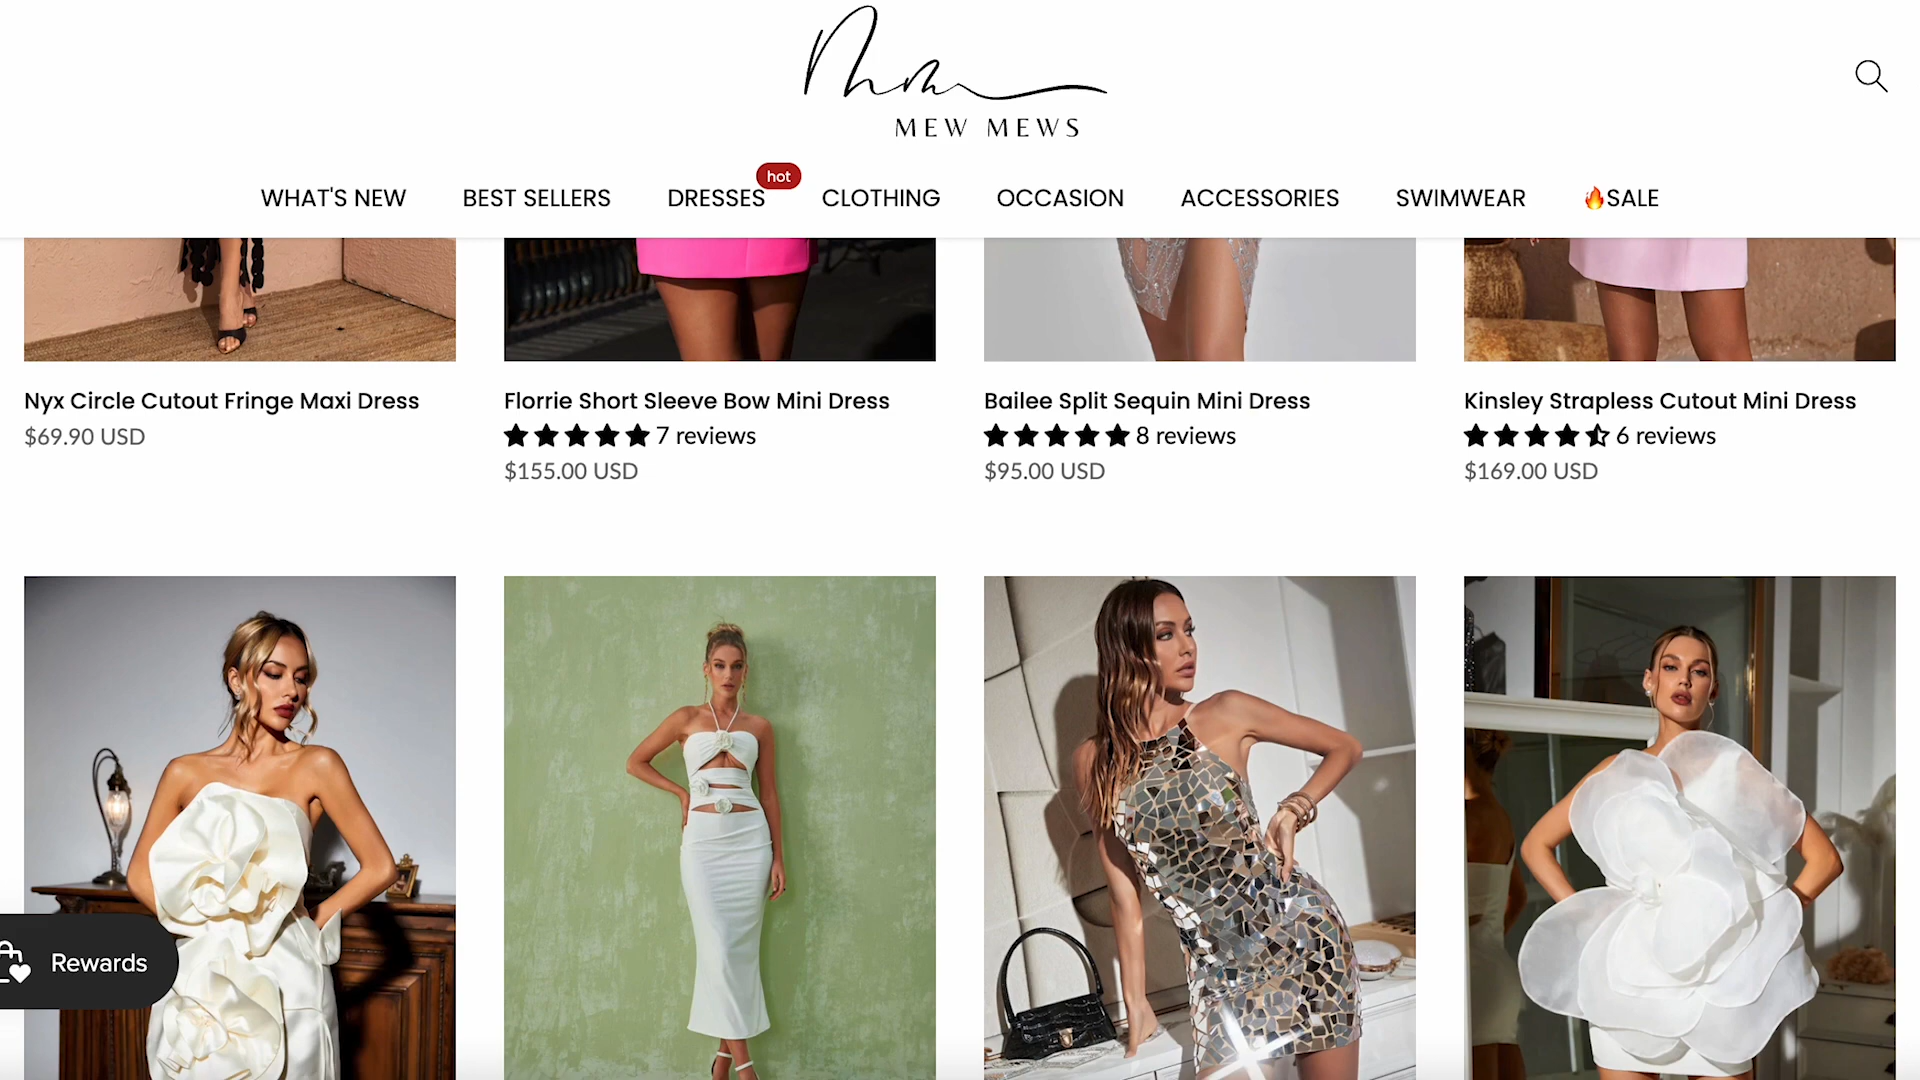 MEW MEWS
WHAT'S NEW
BEST SELLERS
DRESSES
hot
CLOTHING
OCCASION
ACCESSORIES
SWIMWEAR
🔥SALE
Nyx Circle Cutout Fringe Maxi Dress
$69.90 USD
Florrie Short Sleeve Bow Mini Dress
7 reviews
$155.00 USD
Bailee Split Sequin Mini Dress
8 reviews
$95.00 USD
Kinsley Strapless Cutout Mini Dress
6 reviews
$169.00 USD
Rewards